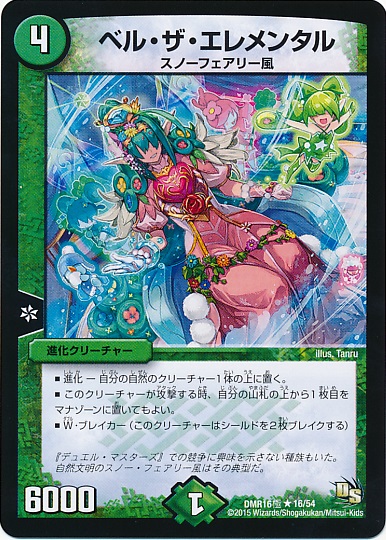 4
ベル・ザ・エレメンタル
スノーフェアリー風
illus. Tanru
進化クリーチャー
■ 進化 ー 自分の自然のクリーチャー1体の上に置く。
■ このクリーチャーが攻撃する時、自分の山札の上から1枚目を
マナゾーンに置いてもよい。
■ W・ブレイカー（このクリーチャーはシールドを2枚ブレイクする）
『デュエル・マスターズ』での競争に興味を示さない種族もいた。
自然文明のスノー・フェアリー風はその典型だ。
6000
1
DMR16極 ★ 16/54
©2015 Wizards/Shogakukan/Mitsui-Kids
DS